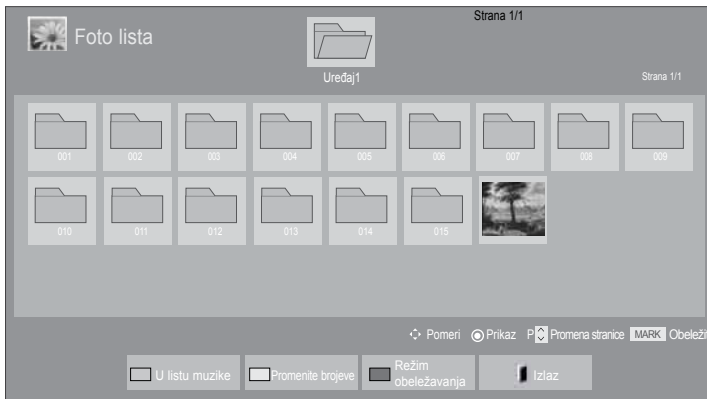 Strana 1/1
Foto lista
Uređaj1
Strana 1/1
001 002 003 004 005 006 007 008 009
010 011 012 013 014 015
Pomeri Prikaz P Promena stranice MARK Obeležit
U listu muzike Promenite brojeve Režim obeležavanja Izlaz